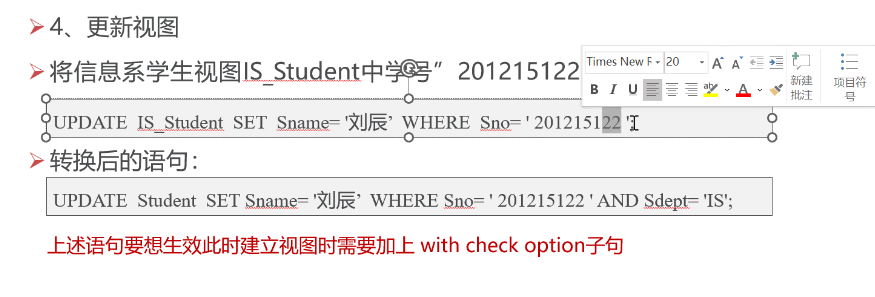 ➢ 4、更新视图
➢ 将信息系学生视图IS_Student中学号”201215122
Times New F 20 A A 新建批注 项目符号
B I U ab A
UPDATE IS_Student SET Sname= '刘辰’ WHERE Sno= ' 201215122 '
➢ 转换后的语句：
UPDATE Student SET Sname= '刘辰’ WHERE Sno= ' 201215122 ' AND Sdept= 'IS';
上述语句要想生效此时建立视图时需要加上 with check option子句